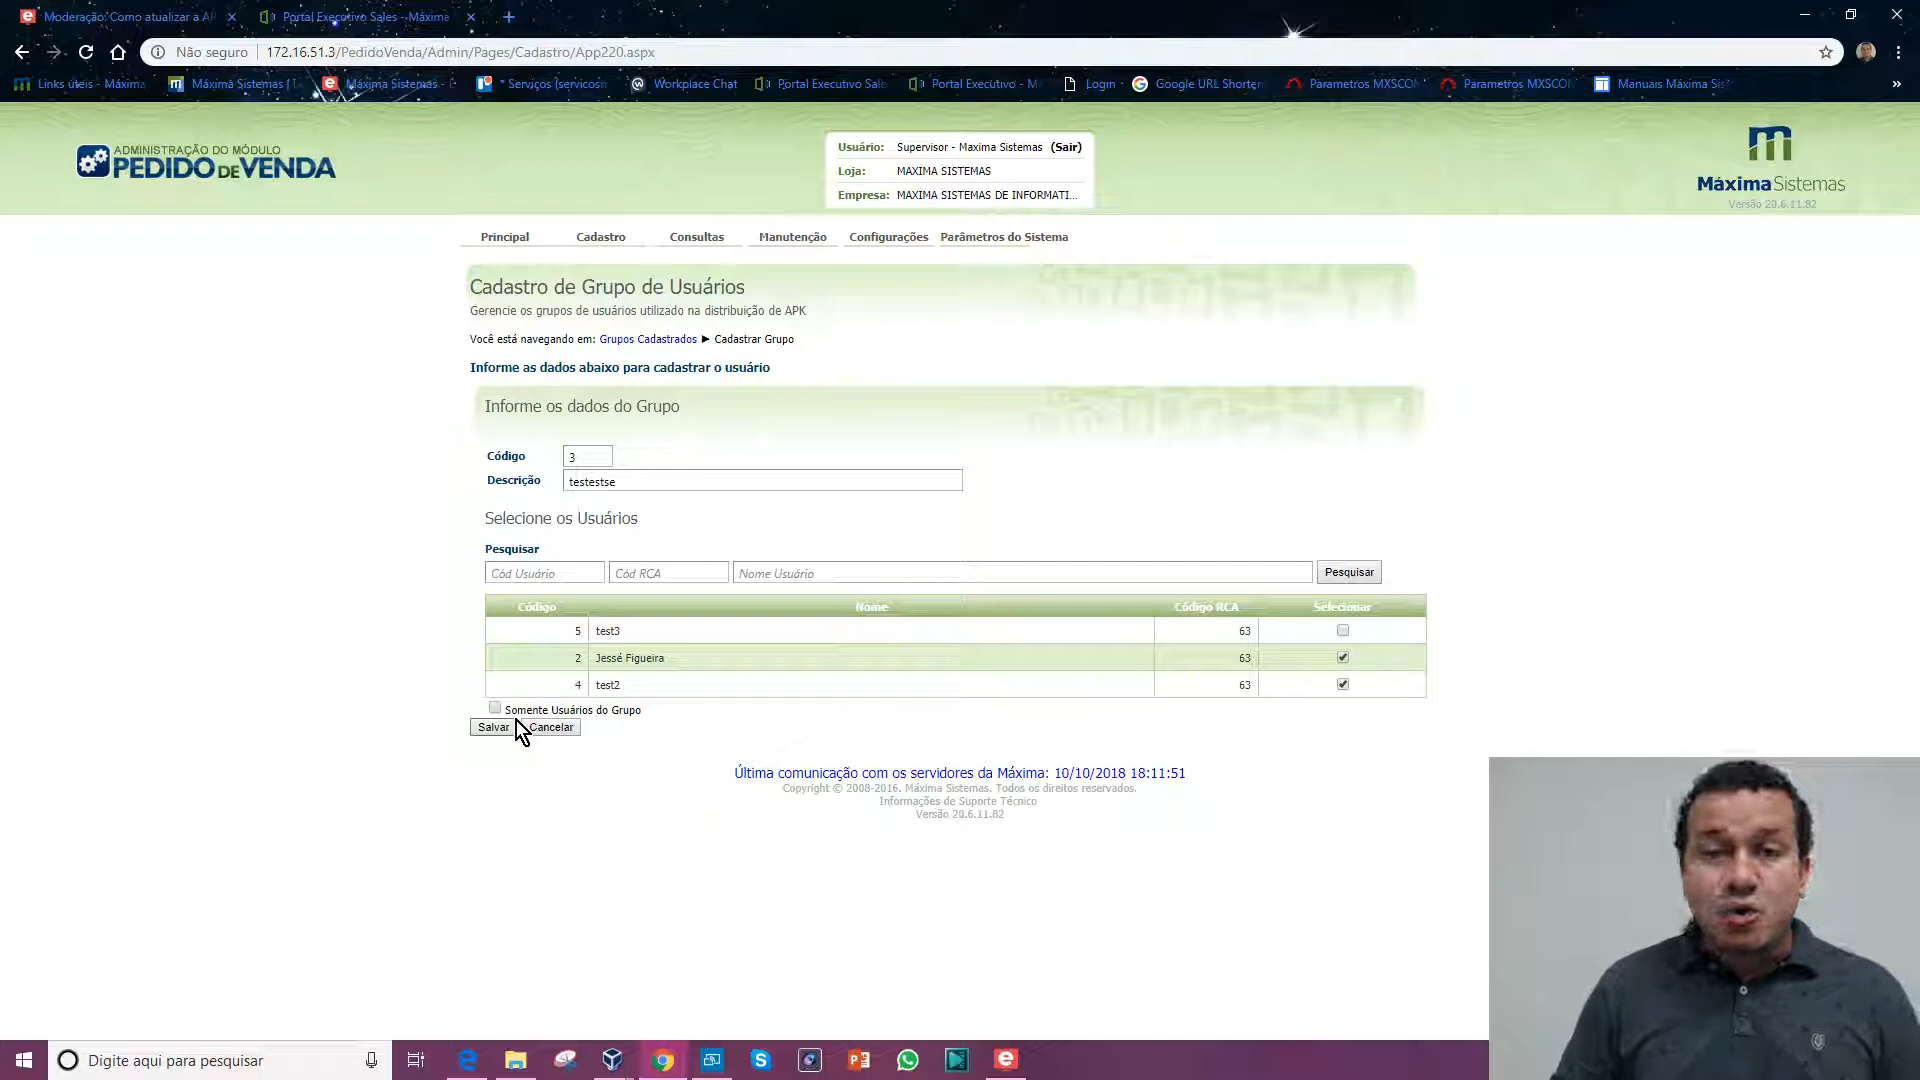 Moderação: Como atualizar a AP
Portal Executivo Sales - Máxima
Não seguro
172.16.51.3/PedidoVenda/Admin/Pages/Cadastro/App220.aspx
Links úteis - Máxima
Máxima Sistemas |
Máxima Sistemas - E
* Serviços (servicosm
Workplace Chat
Portal Executivo Sale
Portal Executivo - M
Login
Google URL Shorten
Parametros MXSCON
Parametros MXSCON
Manuais Máxima Sist
»
ADMINISTRAÇÃO DO MÓDULO
PEDIDO DE VENDA
Usuário: Supervisor - Maxima Sistemas (Sair)
Loja: MAXIMA SISTEMAS
Empresa: MAXIMA SISTEMAS DE INFORMATI...
Máxima Sistemas
Versão 20.6.11.82
Principal
Cadastro
Consultas
Manutenção
Configurações
Parâmetros do Sistema
Cadastro de Grupo de Usuários
Gerencie os grupos de usuários utilizado na distribuição de APK
Você está navegando em: Grupos Cadastrados ► Cadastrar Grupo
Informe as dados abaixo para cadastrar o usuário
Informe os dados do Grupo
Código 3
Descrição testestse
Selecione os Usuários
Pesquisar
Cód Usuário
Cód RCA
Nome Usuário
Pesquisar
Código Nome Código RCA Selecionar
5 test3 63
2 Jessé Figueira 63
4 test2 63
Somente Usuários do Grupo
Salvar Cancelar
Última comunicação com os servidores da Máxima: 10/10/2018 18:11:51
Copyright © 2008-2016. Máxima Sistemas. Todos os direitos reservados.
Informações de Suporte Técnico
Versão 20.6.11.82
Digite aqui para pesquisar